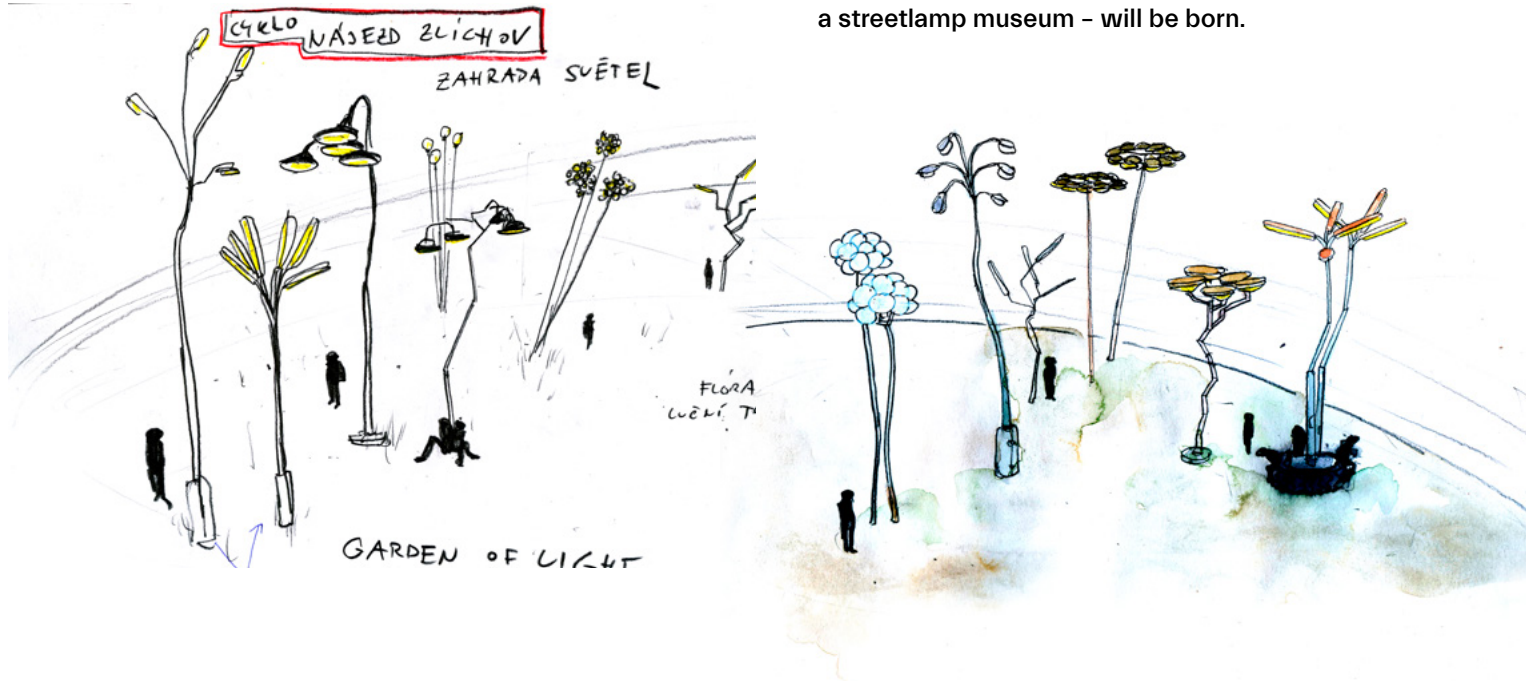 a streetlamp museum – will be born.
CYKLO
NÁJEZD ZLÍCHOV
ZAHRADA SVĚTEL
FLÓRA
GARDEN OF LIGHT